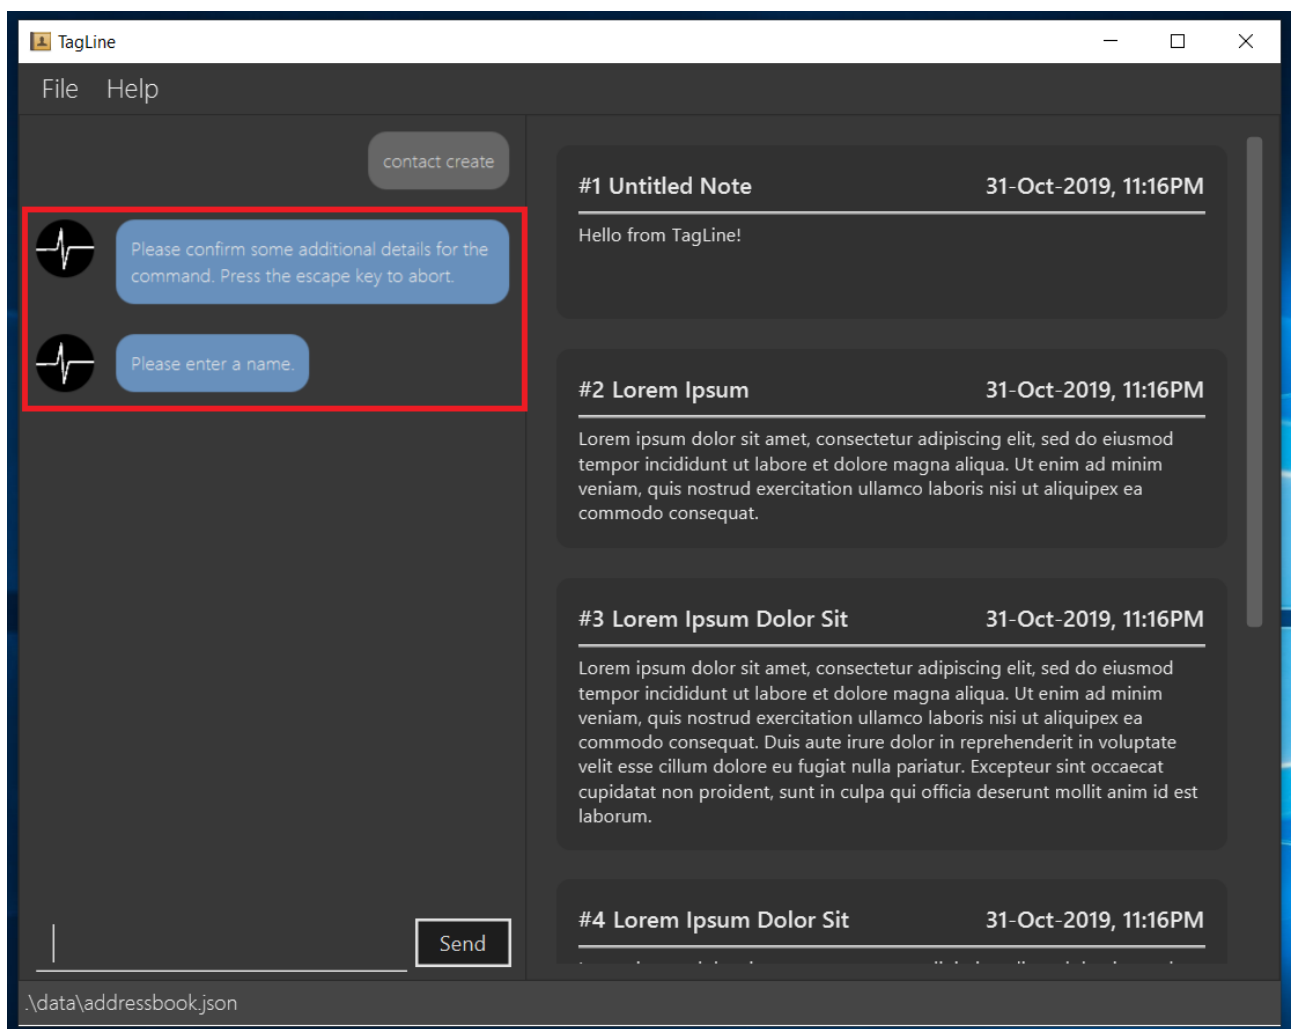 TagLine
File Help
contact create
Please confirm some additional details for the
command. Press the escape key to abort.
Please enter a name.
Send
#1 Untitled Note 31-Oct-2019, 11:16PM
Hello from TagLine!
#2 Lorem Ipsum 31-Oct-2019, 11:16PM
Lorem ipsum dolor sit amet, consectetur adipiscing elit, sed do eiusmod
tempor incididunt ut labore et dolore magna aliqua. Ut enim ad minim
veniam, quis nostrud exercitation ullamco laboris nisi ut aliquipex ea
commodo consequat.
#3 Lorem Ipsum Dolor Sit 31-Oct-2019, 11:16PM
Lorem ipsum dolor sit amet, consectetur adipiscing elit, sed do eiusmod
tempor incididunt ut labore et dolore magna aliqua. Ut enim ad minim
veniam, quis nostrud exercitation ullamco laboris nisi ut aliquipex ea
commodo consequat. Duis aute irure dolor in reprehenderit in voluptate
velit esse cillum dolore eu fugiat nulla pariatur. Excepteur sint occaecat
cupidatat non proident, sunt in culpa qui officia deserunt mollit anim id est
laborum.
#4 Lorem Ipsum Dolor Sit 31-Oct-2019, 11:16PM
.\data\addressbook.json